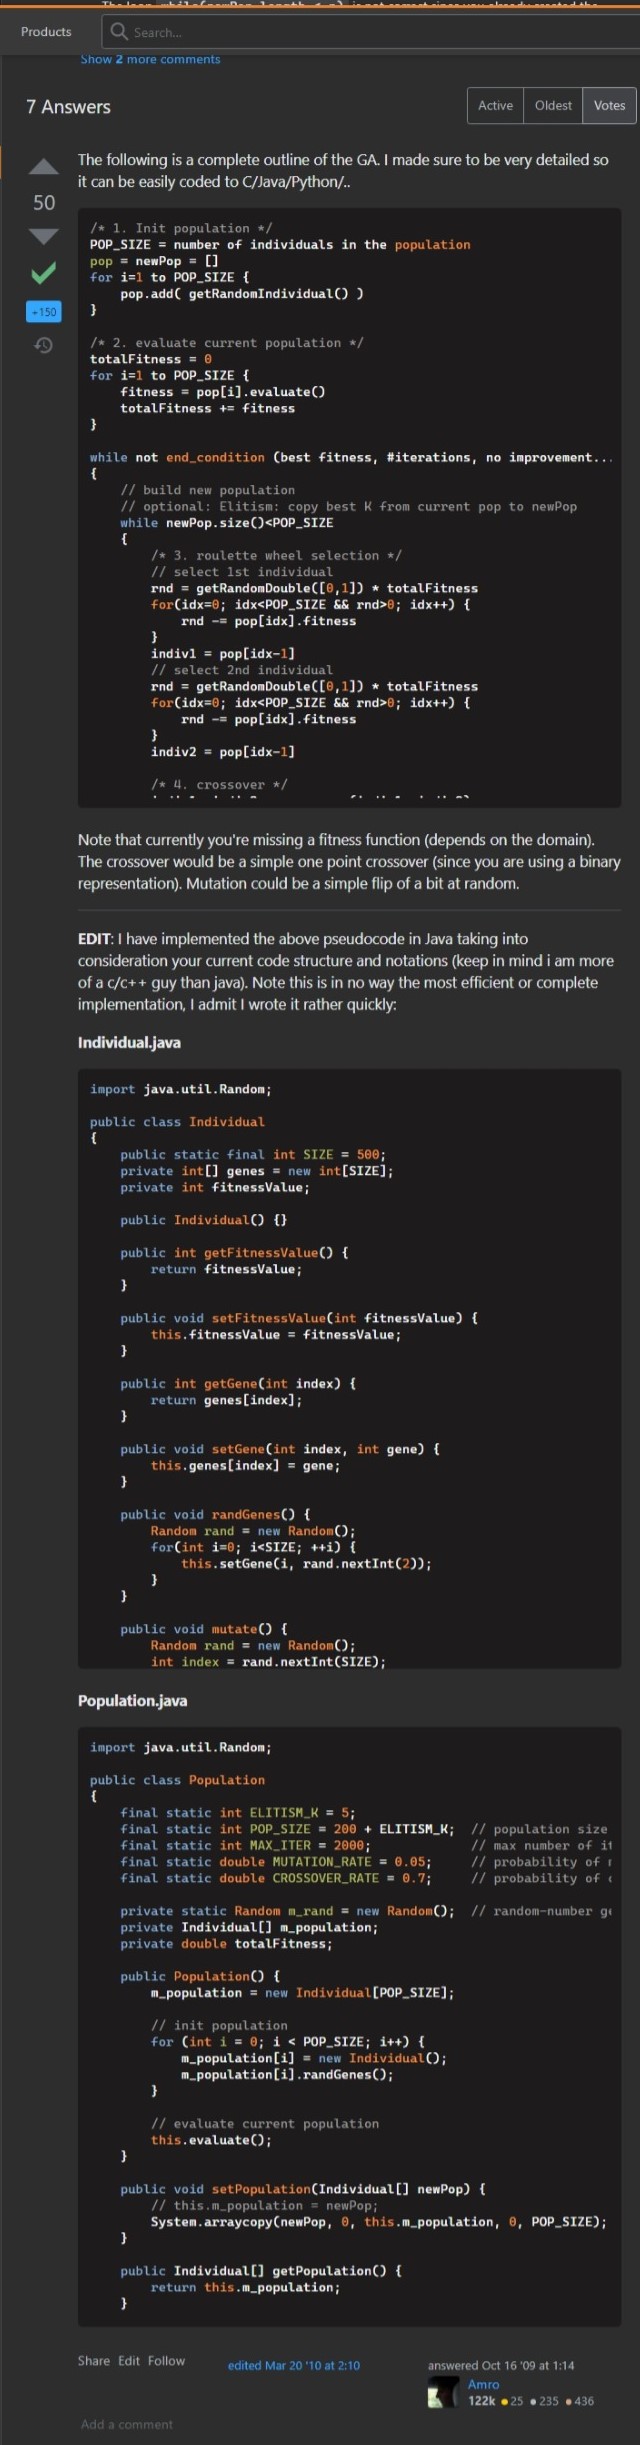 Products
Search...
Show 2 more comments
7 Answers
Active Oldest Votes
The following is a complete outline of the GA. I made sure to be very detailed so
it can be easily coded to C/Java/Python/..
50
+150
/* 1. Init population */
POP_SIZE = number of individuals in the population
pop = newPop = []
for i=1 to POP_SIZE {
    pop.add( getRandomIndividual() )
}
/* 2. evaluate current population */
totalFitness = 0
for i=1 to POP_SIZE {
    fitness = pop[i].evaluate()
    totalFitness += fitness
}
while not end_condition (best fitness, #iterations, no improvement...
{
    // build new population
    // optional: Elitism: copy best K from current pop to newPop
    while newPop.size()<POP_SIZE
    {
        /* 3. roulette wheel selection */
        // select 1st individual
        rnd = getRandomDouble([0,1]) * totalFitness
        for(idx=0; idx<POP_SIZE && rnd>0; idx++) {
            rnd -= pop[idx].fitness
        }
        indiv1 = pop[idx-1]
        // select 2nd individual
        rnd = getRandomDouble([0,1]) * totalFitness
        for(idx=0; idx<POP_SIZE && rnd>0; idx++) {
            rnd -= pop[idx].fitness
        }
        indiv2 = pop[idx-1]
        /* 4. crossover */
Note that currently you're missing a fitness function (depends on the domain).
The crossover would be a simple one point crossover (since you are using a binary
representation). Mutation could be a simple flip of a bit at random.
EDIT: I have implemented the above pseudocode in Java taking into
consideration your current code structure and notations (keep in mind i am more
of a c/c++ guy than java). Note this is in no way the most efficient or complete
implementation, I admit I wrote it rather quickly:
Individual.java
import java.util.Random;
public class Individual
{
    public static final int SIZE = 500;
    private int[] genes = new int[SIZE];
    private int fitnessValue;
    public Individual() {}
    public int getFitnessValue() {
        return fitnessValue;
    }
    public void setFitnessValue(int fitnessValue) {
        this.fitnessValue = fitnessValue;
    }
    public int getGene(int index) {
        return genes[index];
    }
    public void setGene(int index, int gene) {
        this.genes[index] = gene;
    }
    public void randGenes() {
        Random rand = new Random();
        for(int i=0; i<SIZE; ++i) {
            this.setGene(i, rand.nextInt(2));
        }
    }
    public void mutate() {
        Random rand = new Random();
        int index = rand.nextInt(SIZE);
Population.java
import java.util.Random;
public class Population
{
    final static int ELITISM_K = 5;
    final static int POP_SIZE = 200 + ELITISM_K;  // population size
    final static int MAX_ITER = 2000;             // max number of it
    final static double MUTATION_RATE = 0.05;     // probability of
    final static double CROSSOVER_RATE = 0.7;     // probability of
    private static Random m_rand = new Random();  // random-number ge
    private Individual[] m_population;
    private double totalFitness;
    public Population() {
        m_population = new Individual[POP_SIZE];
        // init population
        for (int i = 0; i < POP_SIZE; i++) {
            m_population[i] = new Individual();
            m_population[i].randGenes();
        }
        // evaluate current population
        this.evaluate();
    }
    public void setPopulation(Individual[] newPop) {
        // this.m_population = newPop;
        System.arraycopy(newPop, 0, this.m_population, 0, POP_SIZE);
    }
    public Individual[] getPopulation() {
        return this.m_population;
    }
Share Edit Follow
edited Mar 20 '10 at 2:10
answered Oct 16 '09 at 1:14
Amro
122k 25 235 436
Add a comment